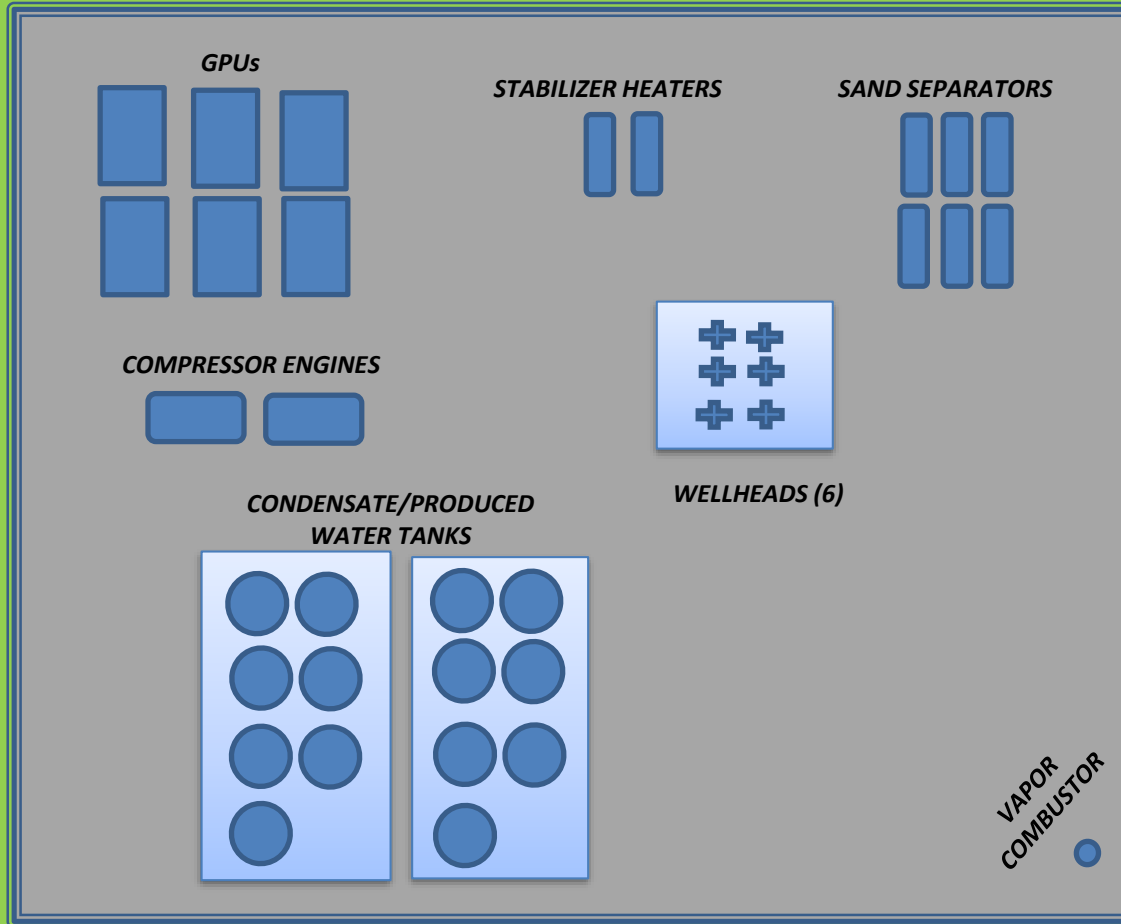 GPUs
STABILIZER HEATERS
SAND SEPARATORS
COMPRESSOR ENGINES
WELLHEADS (6)
CONDENSATE/PRODUCED
WATER TANKS
VAPOR
COMBUSTOR